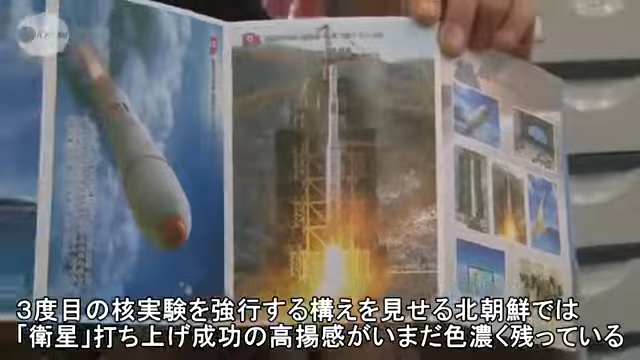 ３度目の核実験を強行する構えを見せる北朝鮮では
「衛星」打ち上げ成功の高揚感がいまだ色濃く残っている